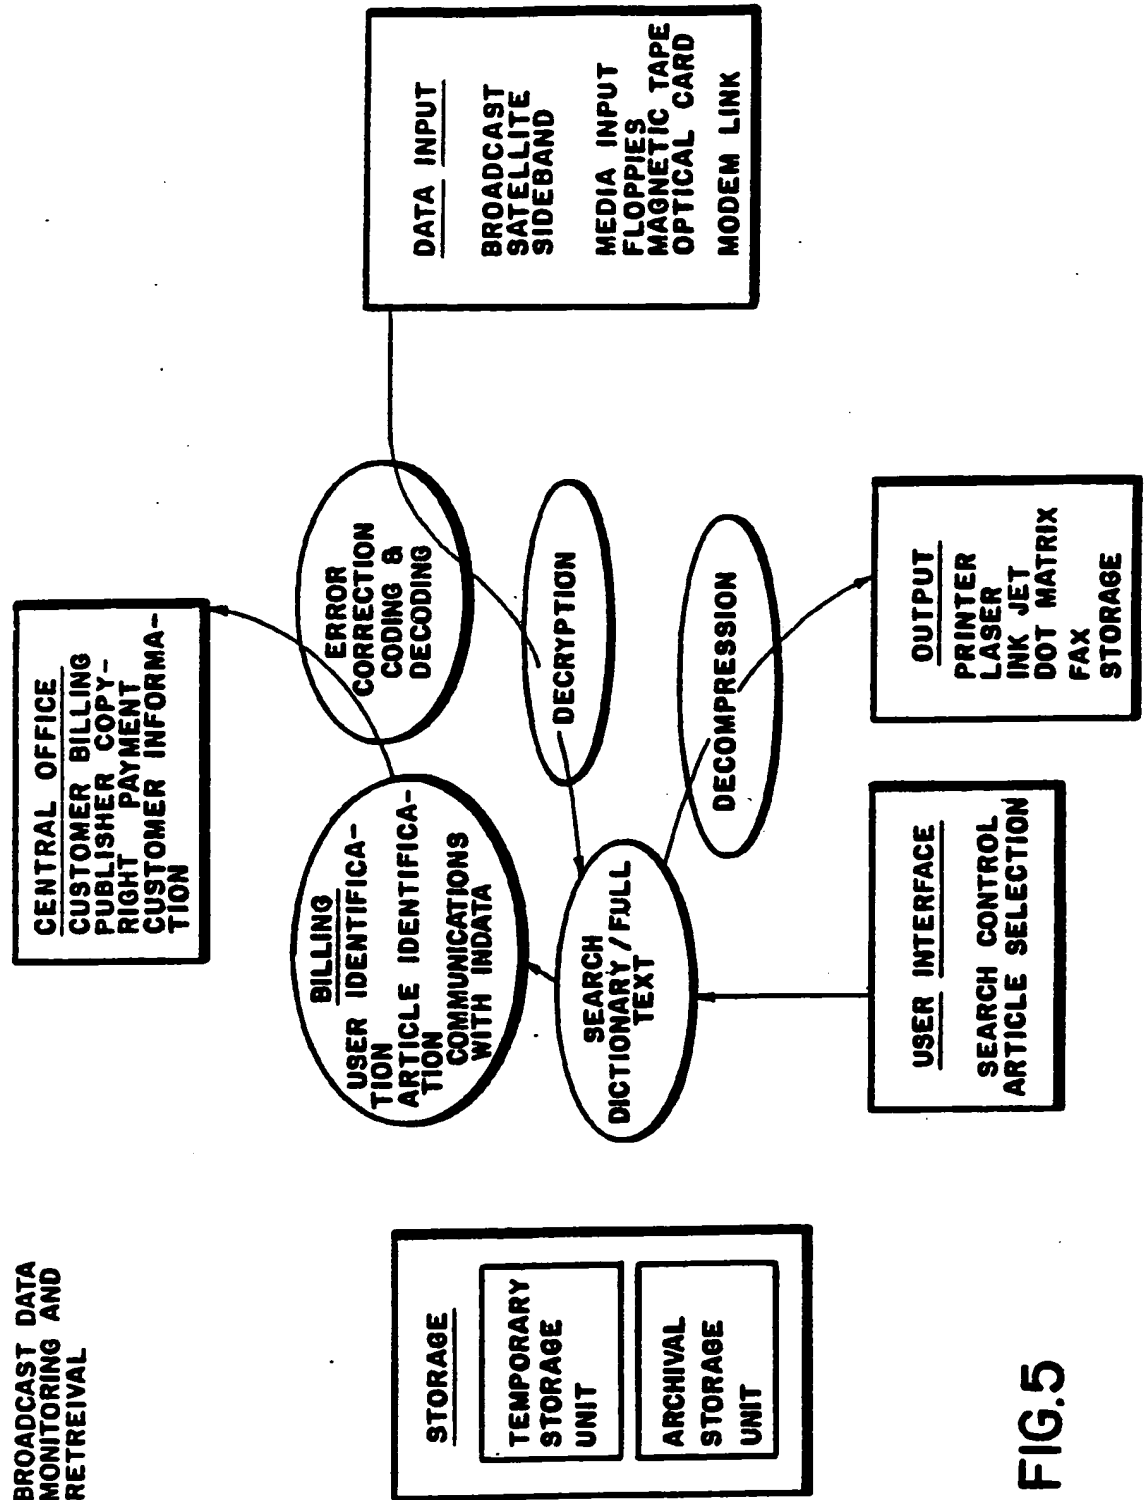 BROADCAST DATA
MONITORING AND
RETREIVAL
CENTRAL OFFICE
CUSTOMER BILLING
PUBLISHER COPY-
RIGHT PAYMENT
CUSTOMER INFORMA-
TION
STORAGE
TEMPORARY
STORAGE
UNIT
ARCHIVAL
STORAGE
UNIT
BILLING
USER IDENTIFICA-
TION
ARTICLE IDENTIFICA-
TION
COMMUNICATIONS
WITH INDATA
ERROR
CORRECTION
CODING &
DECODING
DATA INPUT
BROADCAST
SATELLITE
SIDEBAND
MEDIA INPUT
FLOPPIES
MAGNETIC TAPE
OPTICAL CARD
MODEM LINK
SEARCH
DICTIONARY/FULL
TEXT
DECRYPTION
DECOMPRESSION
USER INTERFACE
SEARCH CONTROL
ARTICLE SELECTION
OUTPUT
PRINTER
LASER
INK JET
DOT MATRIX
FAX
STORAGE
FIG.5